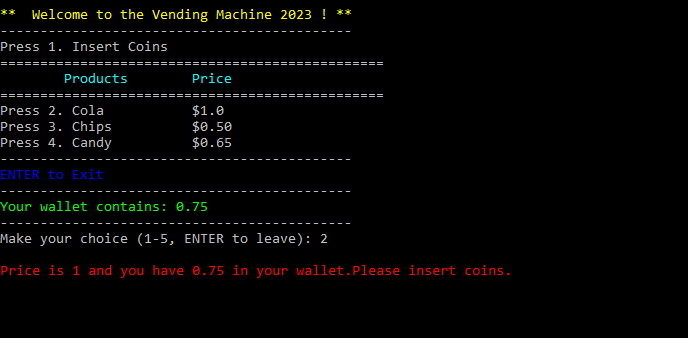 **  Welcome to the Vending Machine 2023 ! **
--------------------------------------------
Press 1. Insert Coins
================================================
        Products        Price
================================================
Press 2. Cola           $1.0
Press 3. Chips          $0.50
Press 4. Candy          $0.65
--------------------------------------------
ENTER to Exit
--------------------------------------------
Your wallet contains: 0.75
--------------------------------------------
Make your choice (1-5, ENTER to leave): 2
Price is 1 and you have 0.75 in your wallet.Please insert coins.